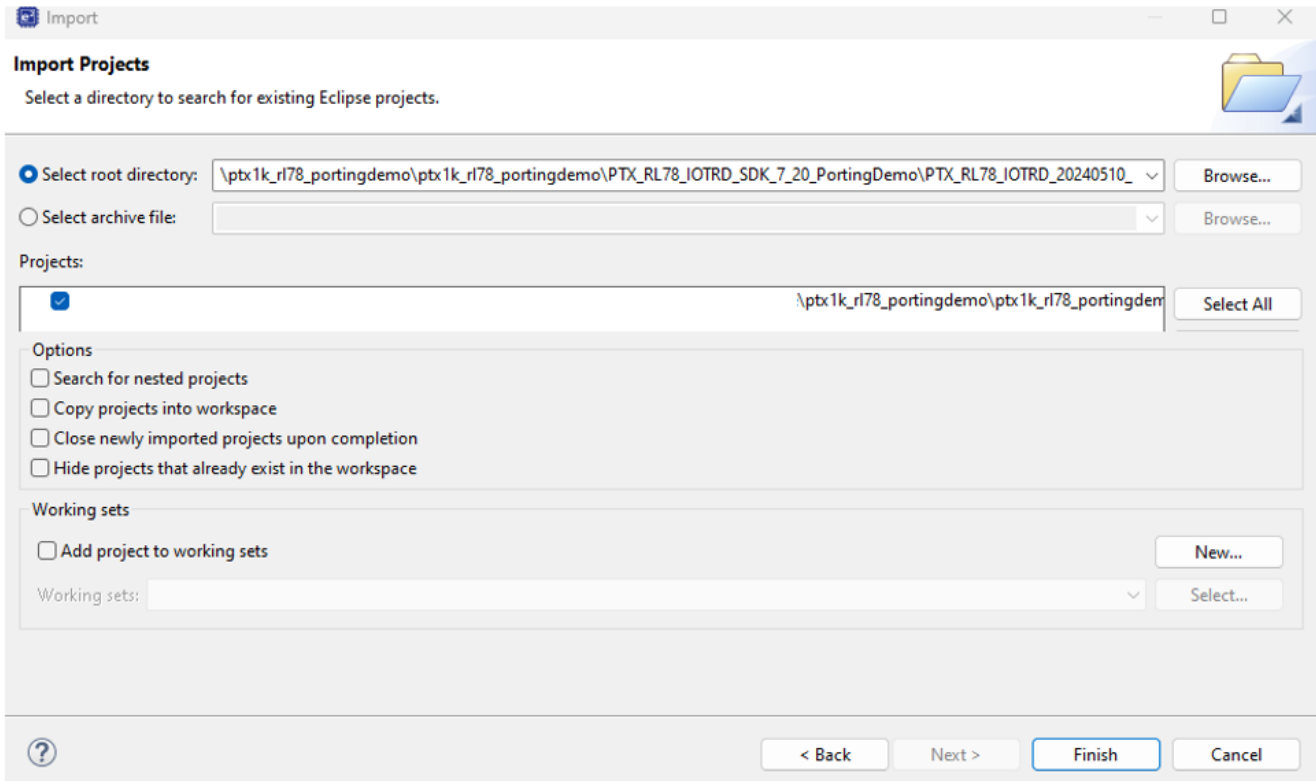 Import
Import Projects
Select a directory to search for existing Eclipse projects.
Select root directory: \ptx1k_rl78_portingdemo\ptx1k_rl78_portingdemo\PTX_RL78_IOTRD_SDK_7_20_PortingDemo\PTX_RL78_IOTRD_20240510_ Browse...
Select archive file: Browse...
Projects:
\ptx1k_rl78_portingdemo\ptx1k_rl78_portingdem Select All
Options
Search for nested projects
Copy projects into workspace
Close newly imported projects upon completion
Hide projects that already exist in the workspace
Working sets
Add project to working sets New...
Working sets: Select...
? < Back Next > Finish Cancel